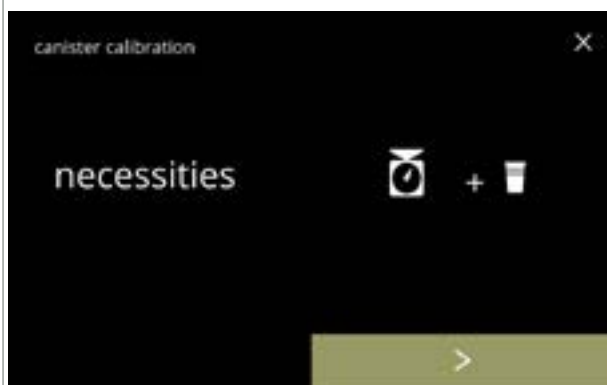 canister calibration
necessities
+
>